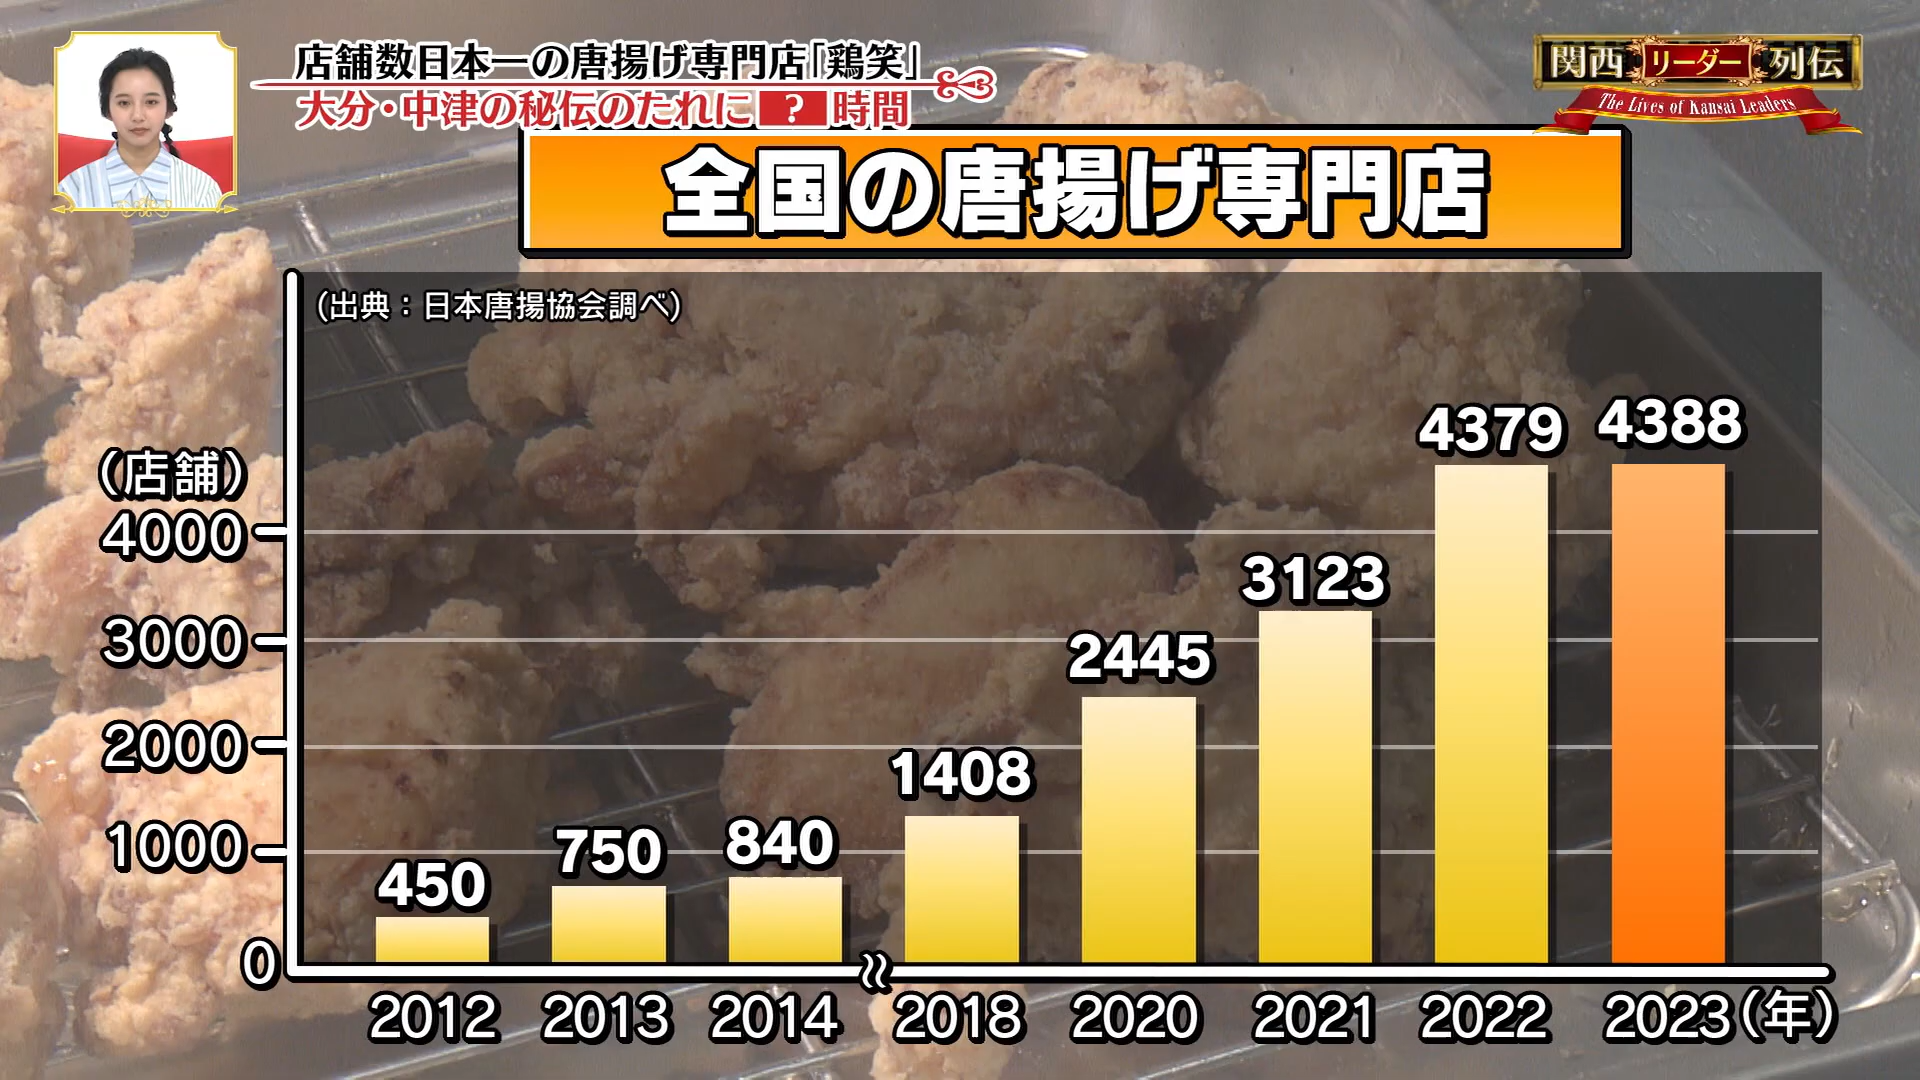 店舗数日本一の唐揚げ専門店「鶏笑」
大分・中津の秘伝のたれに ? 時間
関西リーダー列伝
The Lives of Kansai Leaders
全国の唐揚げ専門店
(出典：日本唐揚協会調べ)
(店舗)
4000
3000
2000
1000
0
450
750
840
1408
2445
3123
4379
4388
2012 2013 2014 2018 2020 2021 2022 2023(年)